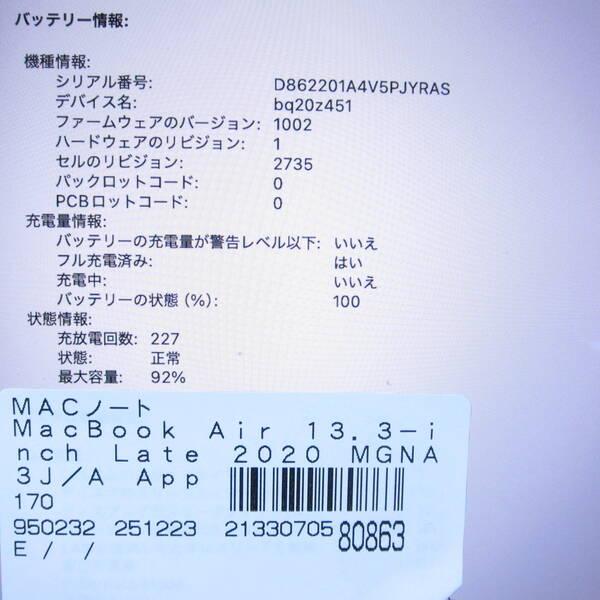 バッテリー情報:
機種情報:
シリアル番号: D862201A4V5PJYRAS
デバイス名: bq20z451
ファームウェアのバージョン: 1002
ハードウェアのリビジョン: 1
セルのリビジョン: 2735
パックロットコード: 0
PCBロットコード: 0
充電量情報:
バッテリーの充電量が警告レベル以下: いいえ
フル充電済み: はい
充電中: いいえ
バッテリーの状態 (%): 100
状態情報:
充放電回数: 227
状態: 正常
最大容量: 92%
MACノート
MacBook Air 13.3-i
nch Late 2020 MGNA
3J/A App
170
950232 251223 21330705 80863
E / /